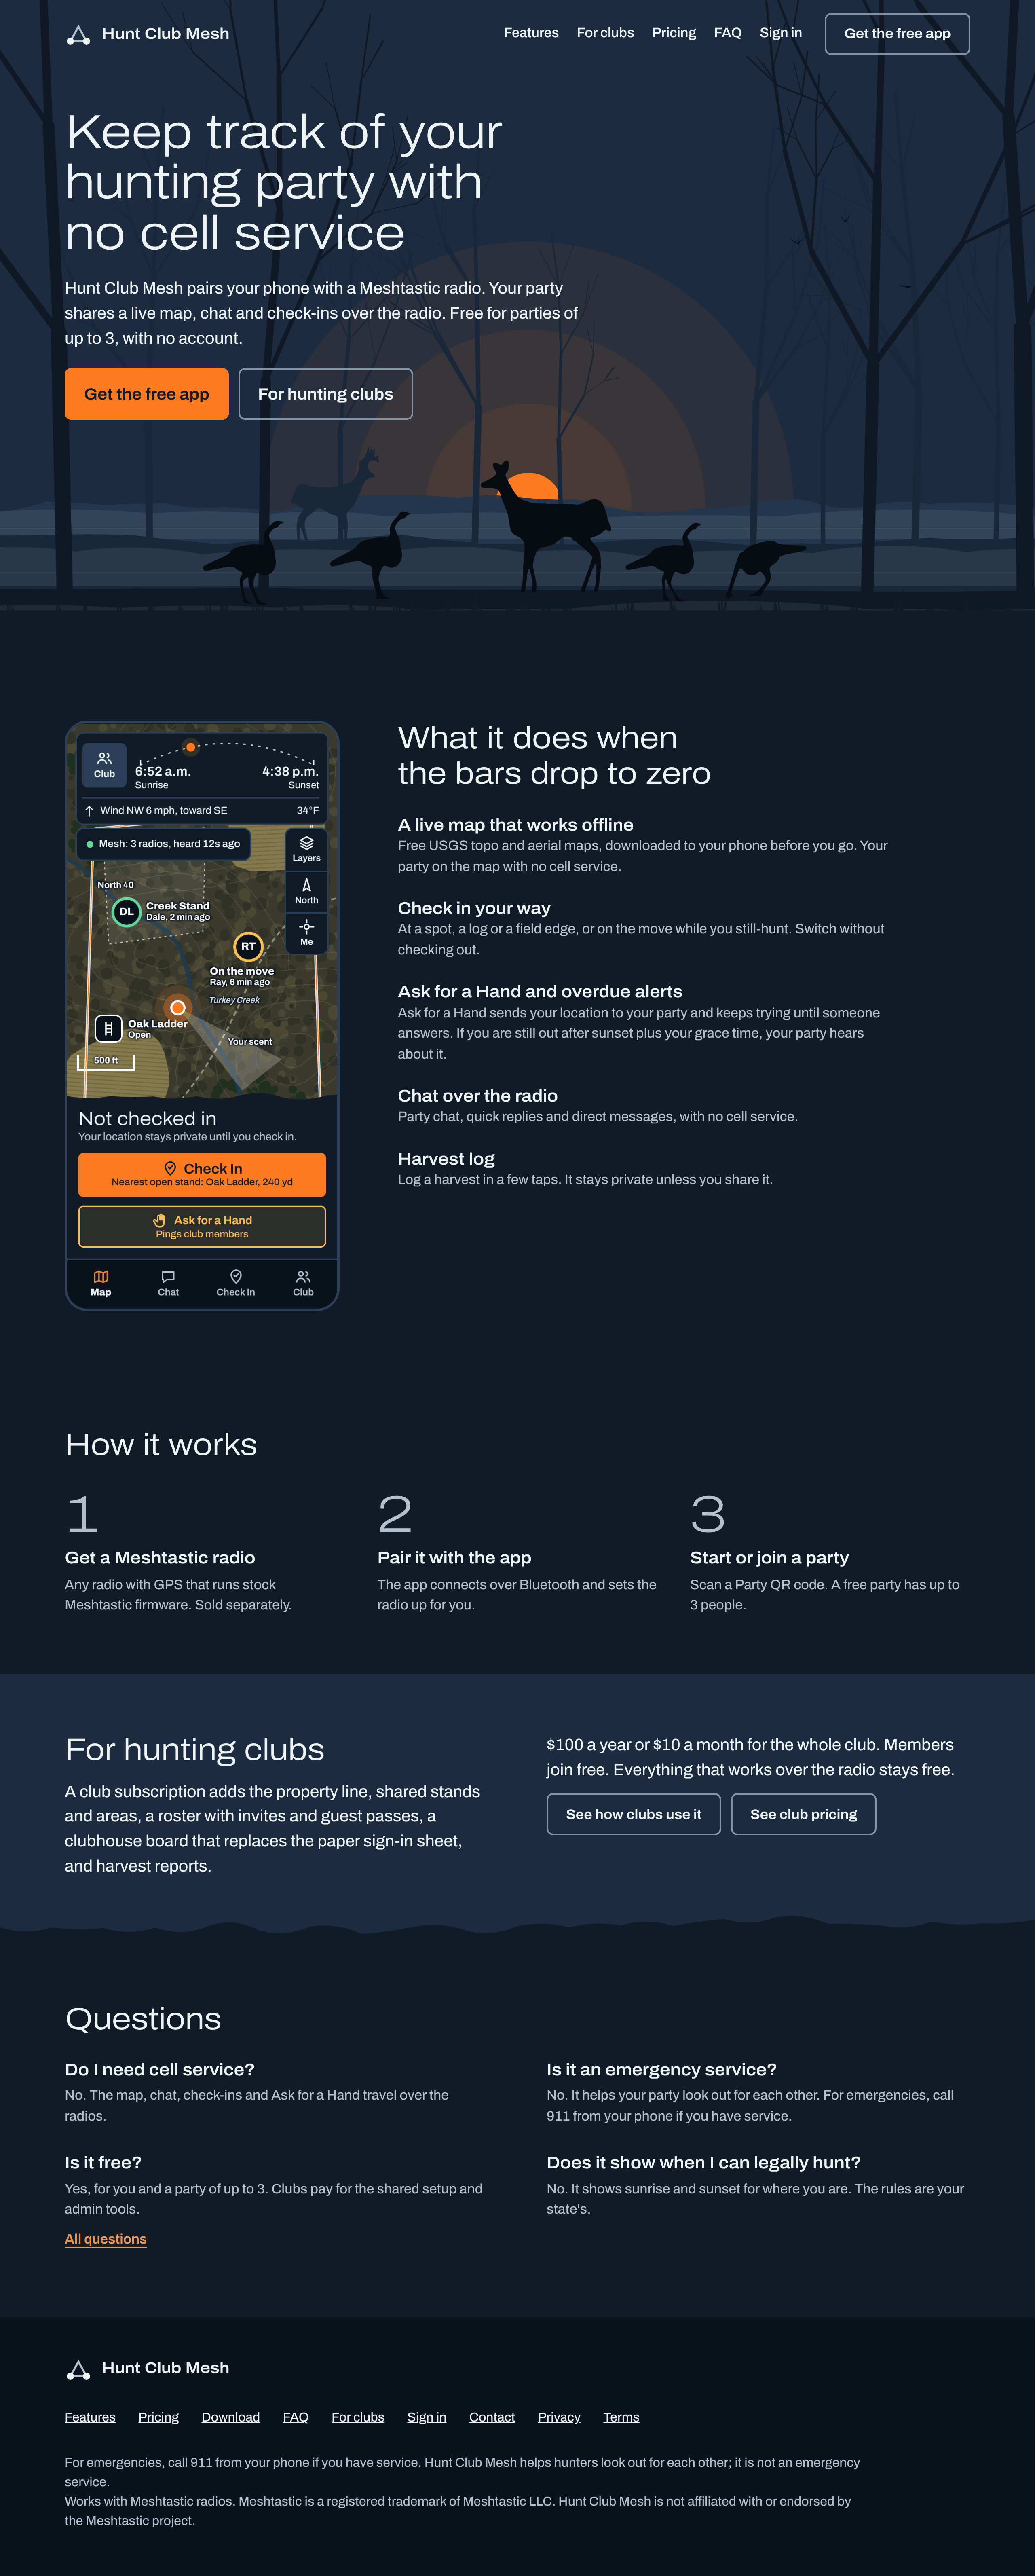 Hunt Club Mesh
Features
For clubs
Pricing
FAQ
Sign in
Get the free app
Keep track of your
hunting party with
no cell service
Hunt Club Mesh pairs your phone with a Meshtastic radio. Your party
shares a live map, chat and check-ins over the radio. Free for parties of
up to 3, with no account.
Get the free app
For hunting clubs
Club
6:52 a.m.
Sunrise
4:38 p.m.
Sunset
Wind NW 6 mph, toward SE
34°F
Mesh: 3 radios, heard 12s ago
Layers
North
Me
North 40
DL
Creek Stand
Dale, 2 min ago
RT
On the move
Ray, 6 min ago
Turkey Creek
Oak Ladder
Open
Your scent
500 ft
Not checked in
Your location stays private until you check in.
Check In
Nearest open stand: Oak Ladder, 240 yd
Ask for a Hand
Pings club members
Map
Chat
Check In
Club
What it does when
the bars drop to zero
A live map that works offline
Free USGS topo and aerial maps, downloaded to your phone before you go. Your
party on the map with no cell service.
Check in your way
At a spot, a log or a field edge, or on the move while you still-hunt. Switch without
checking out.
Ask for a Hand and overdue alerts
Ask for a Hand sends your location to your party and keeps trying until someone
answers. If you are still out after sunset plus your grace time, your party hears
about it.
Chat over the radio
Party chat, quick replies and direct messages, with no cell service.
Harvest log
Log a harvest in a few taps. It stays private unless you share it.
How it works
1
Get a Meshtastic radio
Any radio with GPS that runs stock
Meshtastic firmware. Sold separately.
2
Pair it with the app
The app connects over Bluetooth and sets the
radio up for you.
3
Start or join a party
Scan a Party QR code. A free party has up to
3 people.
For hunting clubs
A club subscription adds the property line, shared stands
and areas, a roster with invites and guest passes, a
clubhouse board that replaces the paper sign-in sheet,
and harvest reports.
$100 a year or $10 a month for the whole club. Members
join free. Everything that works over the radio stays free.
See how clubs use it
See club pricing
Questions
Do I need cell service?
No. The map, chat, check-ins and Ask for a Hand travel over the
radios.
Is it an emergency service?
No. It helps your party look out for each other. For emergencies, call
911 from your phone if you have service.
Is it free?
Yes, for you and a party of up to 3. Clubs pay for the shared setup and
admin tools.
Does it show when I can legally hunt?
No. It shows sunrise and sunset for where you are. The rules are your
state's.
All questions
Hunt Club Mesh
Features
Pricing
Download
FAQ
For clubs
Sign in
Contact
Privacy
Terms
For emergencies, call 911 from your phone if you have service. Hunt Club Mesh helps hunters look out for each other; it is not an emergency
service.
Works with Meshtastic radios. Meshtastic is a registered trademark of Meshtastic LLC. Hunt Club Mesh is not affiliated with or endorsed by
the Meshtastic project.